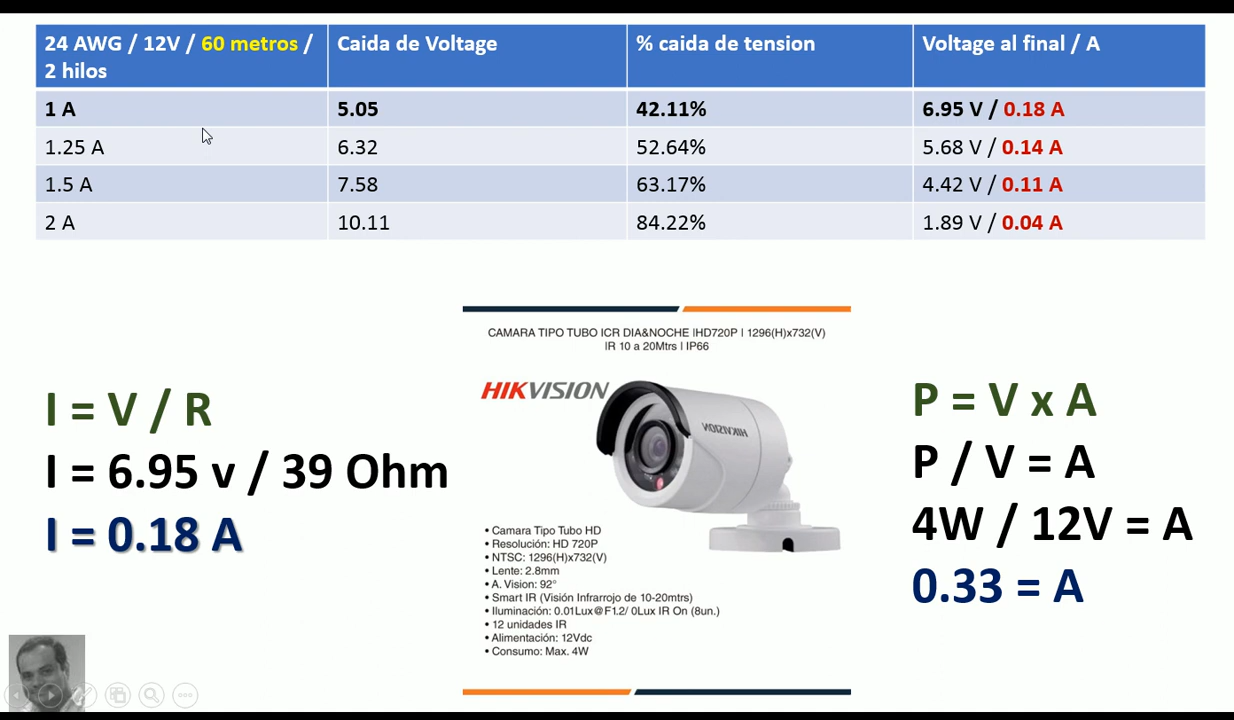 24 AWG / 12V / 60 metros /
2 hilos
Caida de Voltage
% caida de tension
Voltage al final / A
1 A
5.05
42.11%
6.95 V / 0.18 A
1.25 A
6.32
52.64%
5.68 V / 0.14 A
1.5 A
7.58
63.17%
4.42 V / 0.11 A
2 A
10.11
84.22%
1.89 V / 0.04 A
I = V / R
I = 6.95 v / 39 Ohm
I = 0.18 A
CAMARA TIPO TUBO ICR DIA&NOCHE |HD720P | 1296(H)x732(V)
IR 10 a 20Mtrs | IP66
HIKVISION
HIKVISION
• Camara Tipo Tubo HD
• Resolución: HD 720P
• NTSC: 1296(H)x732(V)
• Lente: 2.8mm
• A. Vision: 92°
• Smart IR (Visión Infrarrojo de 10-20mtrs)
• Iluminación: 0.01Lux@F1.2/ 0Lux IR On (8un.)
• 12 unidades IR
• Alimentación: 12Vdc
• Consumo: Max. 4W
P = V x A
P / V = A
4W / 12V = A
0.33 = A